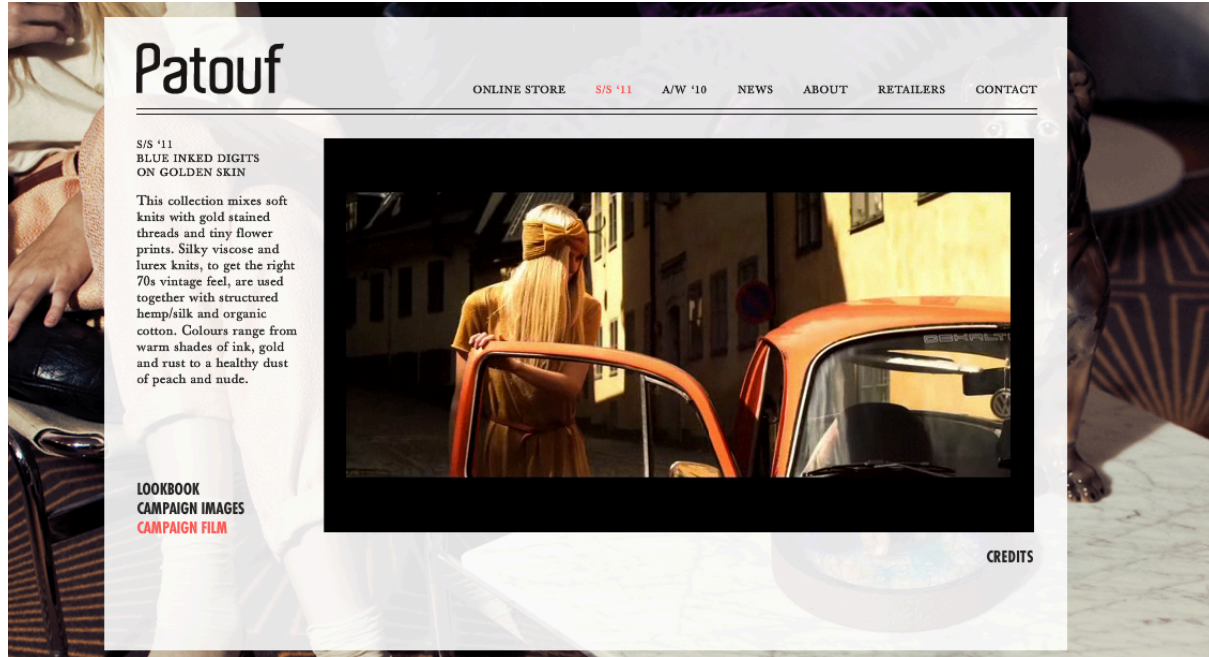 Patouf
ONLINE STORE S/S ‘11 A/W ‘10 NEWS ABOUT RETAILERS CONTACT
S/S ‘11
BLUE INKED DIGITS
ON GOLDEN SKIN
This collection mixes soft
knits with gold stained
threads and tiny flower
prints. Silky viscose and
lurex knits, to get the right
70s vintage feel, are used
together with structured
hemp/silk and organic
cotton. Colours range from
warm shades of ink, gold
and rust to a healthy dust
of peach and nude.
LOOKBOOK
CAMPAIGN IMAGES
CAMPAIGN FILM
CREDITS